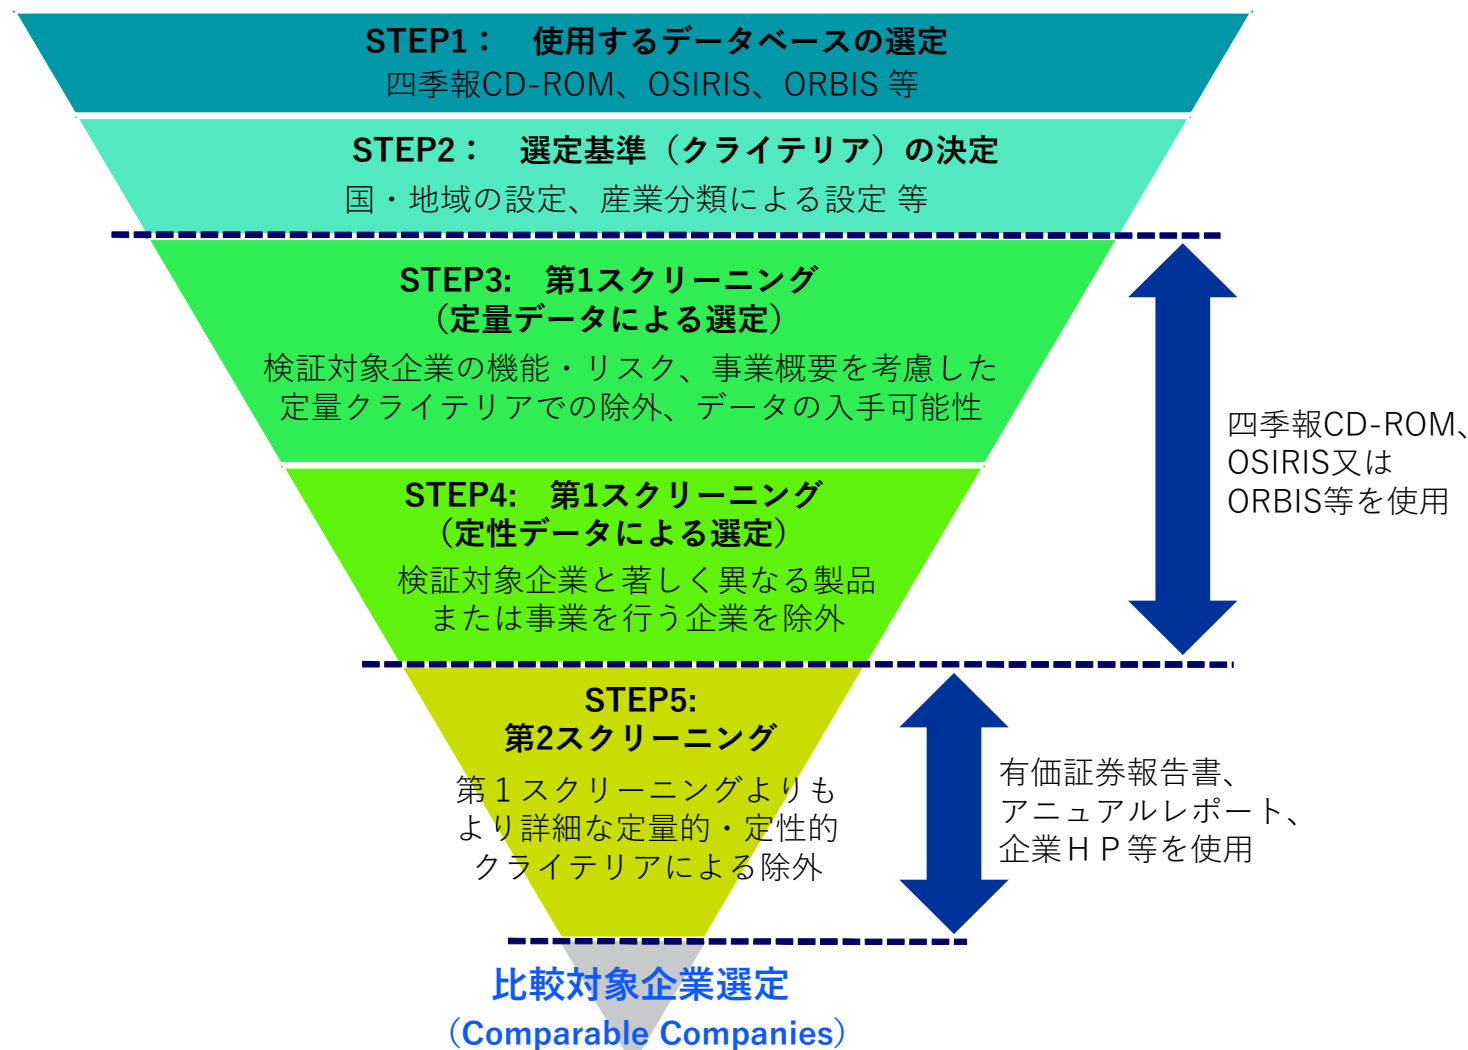 STEP1： 使用するデータベースの選定
四季報CD-ROM、OSIRIS、ORBIS 等
STEP2： 選定基準（クライテリア）の決定
国・地域の設定、産業分類による設定 等
STEP3: 第1スクリーニング
（定量データによる選定）
検証対象企業の機能・リスク、事業概要を考慮した
定量クライテリアでの除外、データの入手可能性
四季報CD-ROM、
OSIRIS又は
ORBIS等を使用
STEP4: 第1スクリーニング
（定性データによる選定）
検証対象企業と著しく異なる製品
または事業を行う企業を除外
STEP5:
第2スクリーニング
第１スクリーニングよりも
より詳細な定量的・定性的
クライテリアによる除外
有価証券報告書、
アニュアルレポート、
企業ＨＰ等を使用
比較対象企業選定
（Comparable Companies）